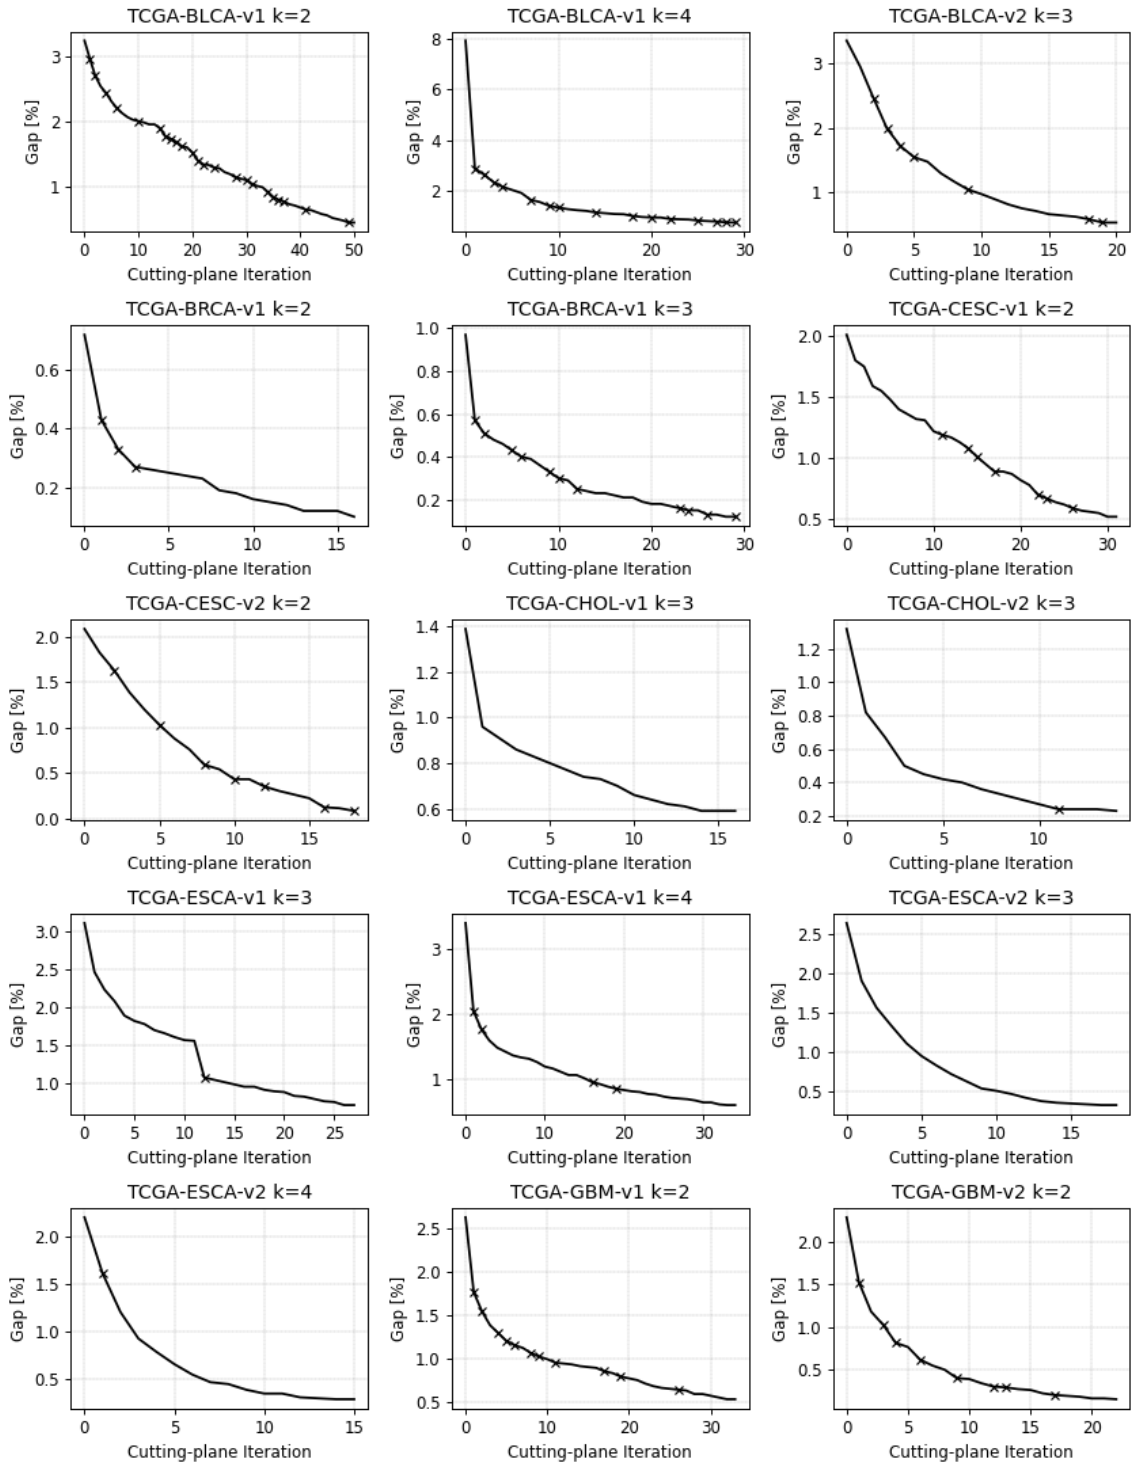 TCGA-BLCA-v1 k=2
3
2
1
Gap [%]
0 10 20 30 40 50
Cutting-plane Iteration
TCGA-BLCA-v1 k=4
8
6
4
2
Gap [%]
0 10 20 30
Cutting-plane Iteration
TCGA-BLCA-v2 k=3
3
2
1
Gap [%]
0 5 10 15 20
Cutting-plane Iteration
TCGA-BRCA-v1 k=2
0.6
0.4
0.2
Gap [%]
0 5 10 15
Cutting-plane Iteration
TCGA-BRCA-v1 k=3
1.0
0.8
0.6
0.4
0.2
Gap [%]
0 10 20 30
Cutting-plane Iteration
TCGA-CESC-v1 k=2
2.0
1.5
1.0
0.5
Gap [%]
0 10 20 30
Cutting-plane Iteration
TCGA-CESC-v2 k=2
2.0
1.5
1.0
0.5
0.0
Gap [%]
0 5 10 15
Cutting-plane Iteration
TCGA-CHOL-v1 k=3
1.4
1.2
1.0
0.8
0.6
Gap [%]
0 5 10 15
Cutting-plane Iteration
TCGA-CHOL-v2 k=3
1.2
1.0
0.8
0.6
0.4
0.2
Gap [%]
0 5 10
Cutting-plane Iteration
TCGA-ESCA-v1 k=3
3.0
2.5
2.0
1.5
1.0
Gap [%]
0 5 10 15 20 25
Cutting-plane Iteration
TCGA-ESCA-v1 k=4
3
2
1
Gap [%]
0 10 20 30
Cutting-plane Iteration
TCGA-ESCA-v2 k=3
2.5
2.0
1.5
1.0
0.5
Gap [%]
0 5 10 15
Cutting-plane Iteration
TCGA-ESCA-v2 k=4
2.0
1.5
1.0
0.5
Gap [%]
0 5 10 15
Cutting-plane Iteration
TCGA-GBM-v1 k=2
2.5
2.0
1.5
1.0
0.5
Gap [%]
0 10 20 30
Cutting-plane Iteration
TCGA-GBM-v2 k=2
2.0
1.5
1.0
0.5
Gap [%]
0 5 10 15 20
Cutting-plane Iteration